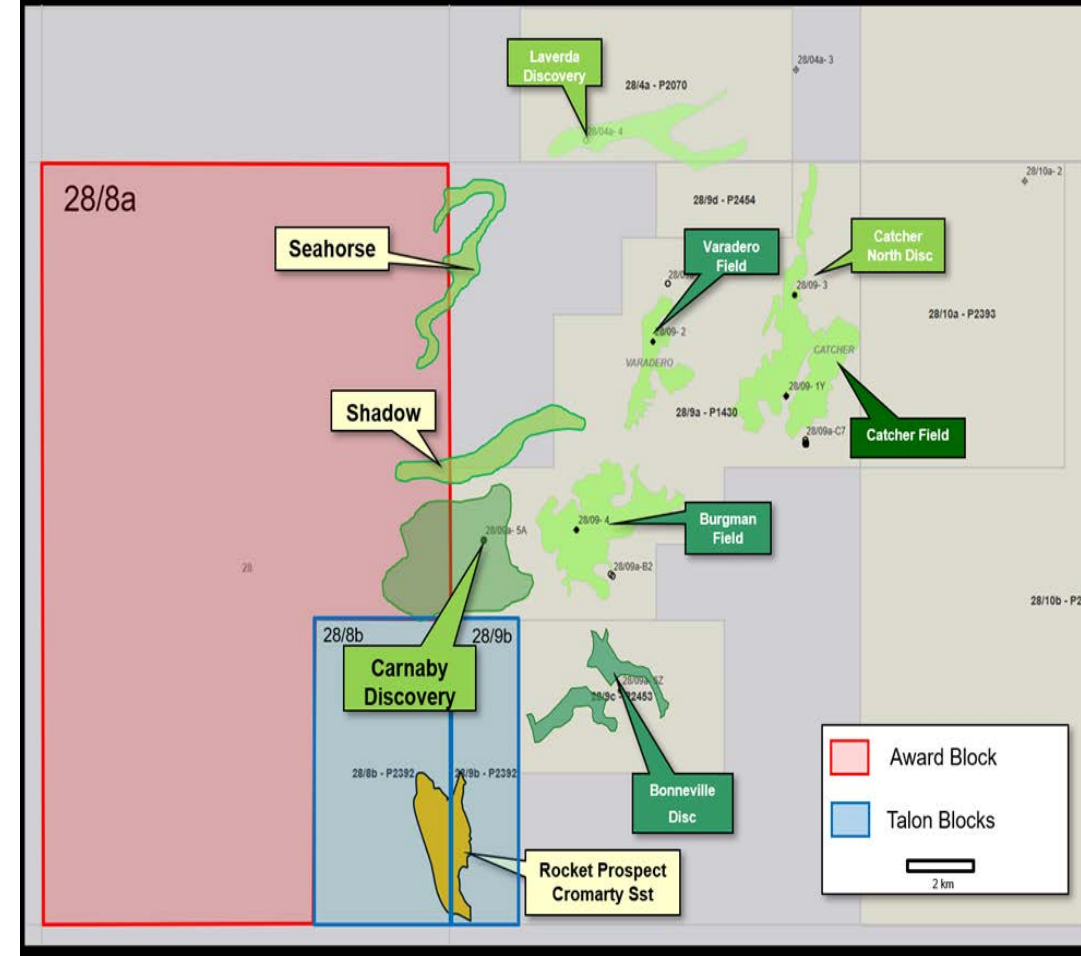 28/04a- 3
Laverda
Discovery
28/4a - P2070
28/04a- 4
28/10a- 2
28/8a
28/9d - P2454
Seahorse
Varadero
Field
Catcher
North Disc
28/09- 3
28/10a - P2393
28/09- 2
VARADERO
CATCHER
28/09- 1Y
Shadow
28/9a - P1430
28/09a-C7
Catcher Field
28/09a- 5A
28/09- 4
Burgman
Field
28
28/09a-B2
28/10b - P2
28/8b
28/9b
Carnaby
Discovery
28/9c - P2453
28/8b - P2392
28/9b - P2392
Bonneville
Disc
Award Block
Talon Blocks
2 km
Rocket Prospect
Cromarty Sst